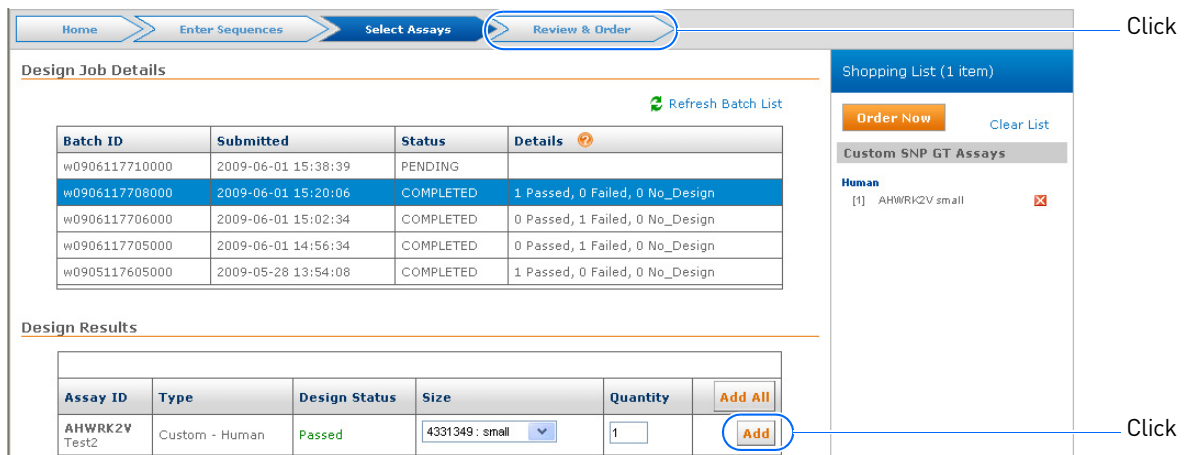 Home Enter Sequences Select Assays Review & Order
Click
Design Job Details
Shopping List (1 item)
Refresh Batch List
Order Now Clear List
Batch ID Submitted Status Details ?
Custom SNP GT Assays
w0906117710000 2009-06-01 15:38:39 PENDING
Human
w0906117708000 2009-06-01 15:20:06 COMPLETED 1 Passed, 0 Failed, 0 No_Design
[1] AHWRK2V small
w0906117706000 2009-06-01 15:02:34 COMPLETED 0 Passed, 1 Failed, 0 No_Design
w0906117705000 2009-06-01 14:56:34 COMPLETED 0 Passed, 1 Failed, 0 No_Design
w0905117605000 2009-05-28 13:54:08 COMPLETED 1 Passed, 0 Failed, 0 No_Design
Design Results
Assay ID Type Design Status Size Quantity Add All
AHWRK2V
Test2 Custom - Human Passed 4331349 : small 1 Add
Click